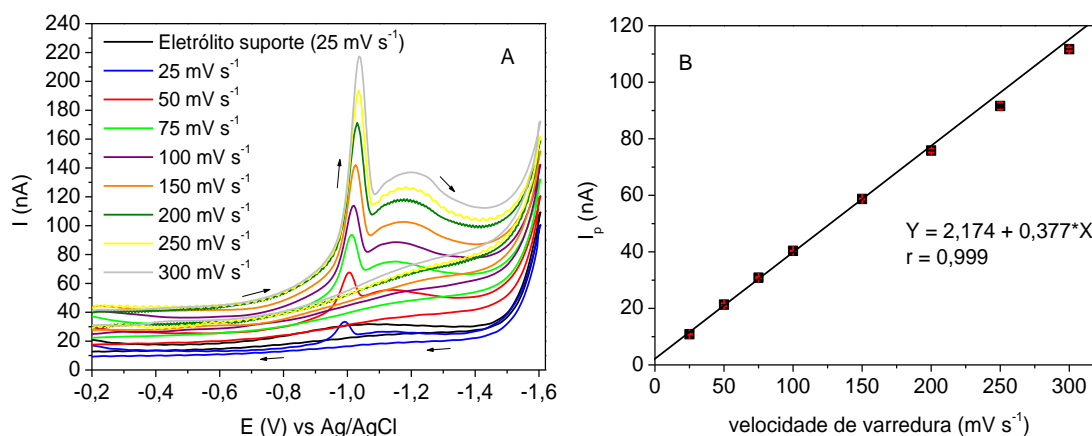 A
Eletrólito suporte (25 mV s⁻¹)
25 mV s⁻¹
50 mV s⁻¹
75 mV s⁻¹
100 mV s⁻¹
150 mV s⁻¹
200 mV s⁻¹
250 mV s⁻¹
300 mV s⁻¹
I (nA)
240
220
200
180
160
140
120
100
80
60
40
20
0
-0,2 -0,4 -0,6 -0,8 -1,0 -1,2 -1,4 -1,6
E (V) vs Ag/AgCl
B
Iₚ (nA)
120
100
80
60
40
20
0
Y = 2,174 + 0,377*X
r = 0,999
0 50 100 150 200 250 300
velocidade de varredura (mV s⁻¹)